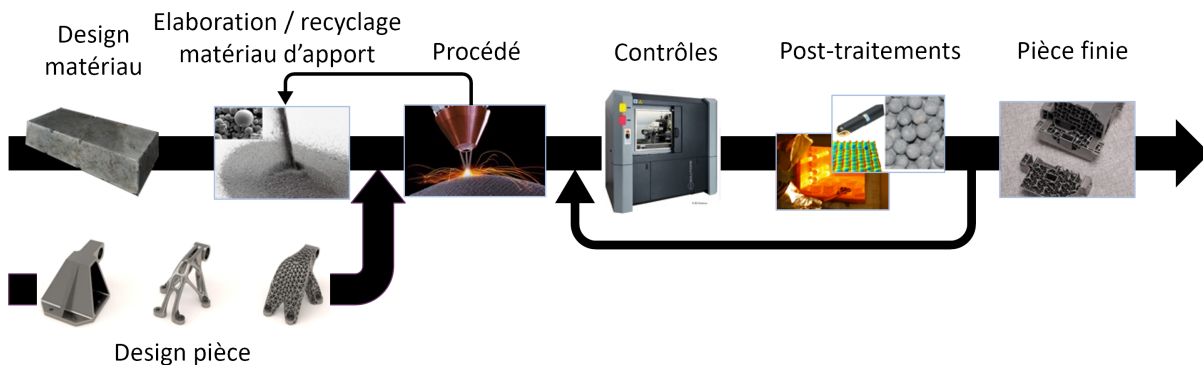 Design
matériau
Elaboration / recyclage
matériau d'apport
Procédé
Contrôles
Post-traitements
Pièce finie
Design pièce